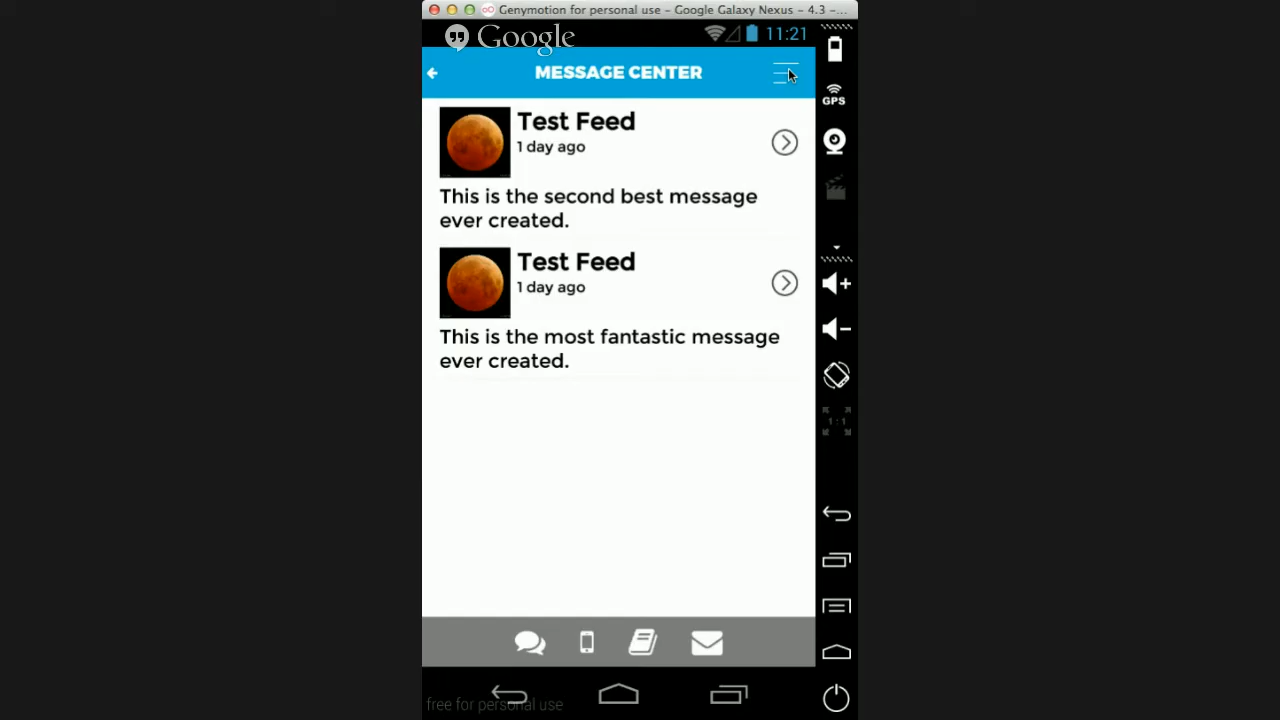 Genymotion for personal use - Google Galaxy Nexus - 4.3 -...
Google
11:21
MESSAGE CENTER
GPS
Test Feed
1 day ago
This is the second best message
ever created.
Test Feed
1 day ago
This is the most fantastic message
ever created.
1:1
free for personal use